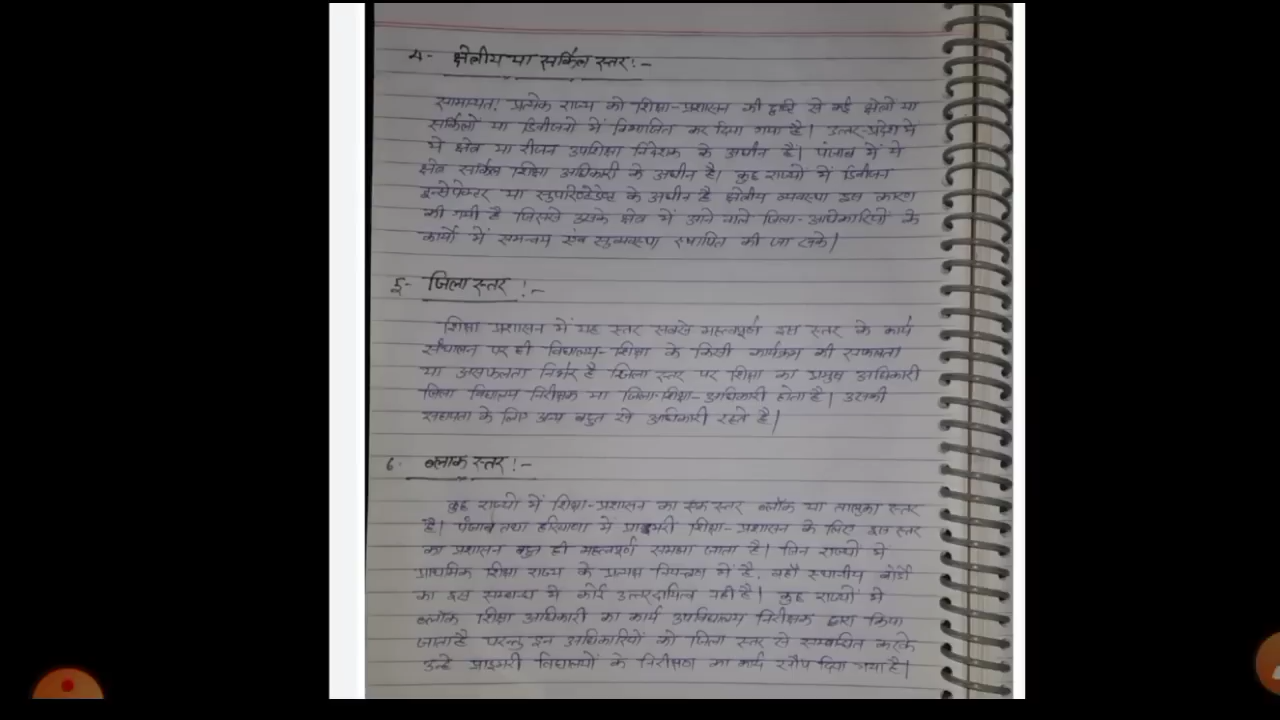 4- क्षेत्रीय या सर्किल स्तर:-
सामान्यत: प्रत्येक राज्य को शिक्षा-प्रशासन की दृष्टि से कई क्षेत्रों या
सर्किलों या डिवीजनों में विभाजित कर दिया गया है। उत्तर-प्रदेश में
ये क्षेत्र या रीजन उपशिक्षा निदेशक के अधीन हैं। पंजाब में ये
क्षेत्र सर्किल शिक्षा अधिकारी के अधीन है। कुछ राज्यों में डिवीजन
इन्स्पेक्टर या सुपरिण्टेडेण्ट के अधीन है क्षेत्रीय व्यवस्था इस कारण
की गयी है जिससे उसके क्षेत्र में आने वाले जिला-अधिकारियों के
कार्यो में समन्वय एंव सुव्यवस्था स्थापित की जा सके।
5- जिला स्तर :-
शिक्षा प्रशासन में यह स्तर सबसे महत्वपूर्ण इस स्तर के कार्य
संचालन पर ही विद्यालय-शिक्षा के किसी कार्यक्रम की सफलता
या असफलता निर्भर है जिला स्तर पर शिक्षा का प्रमुख अधिकारी
जिला विद्यालय निरीक्षक या जिला-शिक्षा-अधिकारी होता है। उसकी
सहायता के लिए अन्य बहुत से अधिकारी रहते है।
6. ब्लाक स्तर :-
कुछ राज्यों में शिक्षा-प्रशासन का एक स्तर ब्लॉक या तालुका स्तर
है। पंजाब तथा हरियाणा में प्राइमरी शिक्षा-प्रशासन के लिए इस स्तर
का प्रशासन बहुत ही महत्वपूर्ण समझा जाता है। जिन राज्यों में
प्राथमिक शिक्षा राज्य के प्रत्यक्ष नियन्त्रण में है, वहाँ स्थानीय बोर्डों
का इस सम्बन्ध में कोई उत्तरदायित्व नही है। कुछ राज्यों में
ब्लॉक शिक्षा अधिकारी का कार्य उपविद्यालय निरीक्षक द्वारा किया
जाता है परन्तु इन अधिकारियों को जिला स्तर से सम्बन्धित करके
उन्हें प्राइमरी विद्यालयों के निरीक्षण का कार्य सौंप दिया गया है।